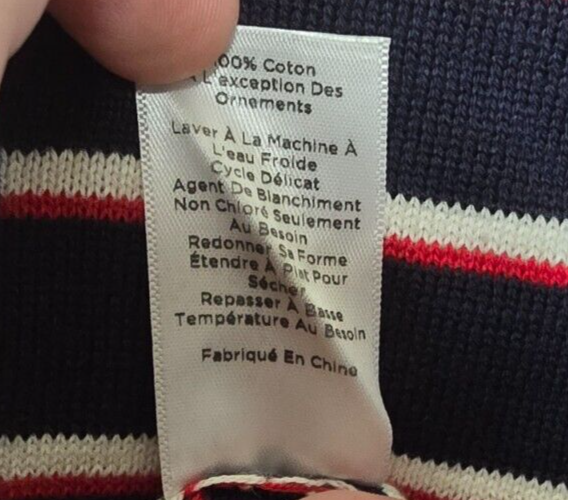 00% Coton
L'exception Des
Ornements
Laver À La Machine À
L'eau Froide
Cycle Délicat
Agent De Blanchiment
Non Chloré Seulement
Au Besoin
Redonner Sa Forme
Étendre À Plat Pour
Sécher
Repasser À Basse
Température Au Besoin
Fabriqué En Chine